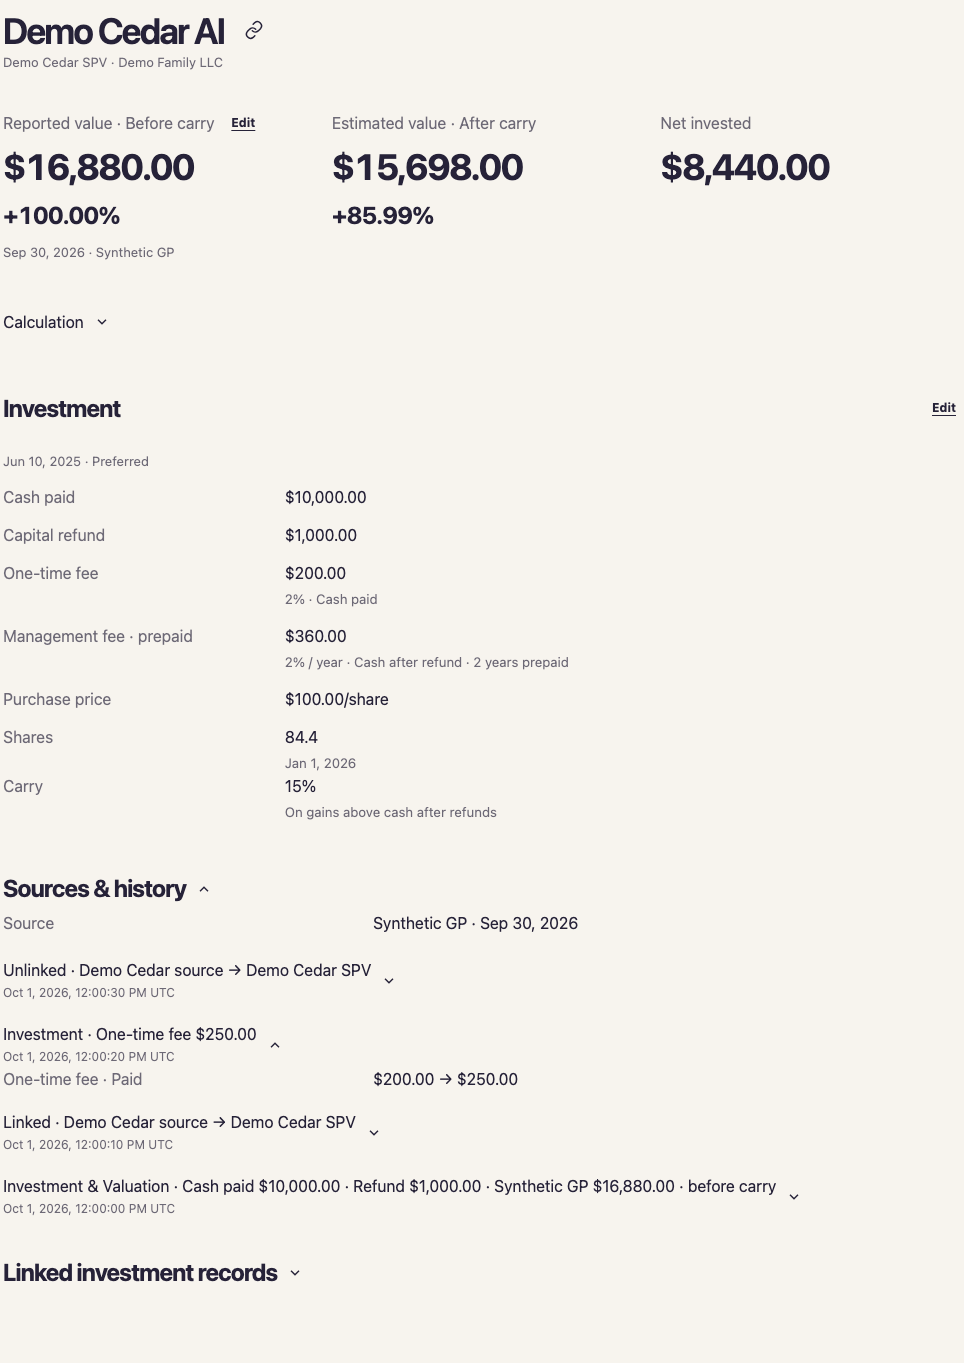 Demo Cedar AI
Demo Cedar SPV · Demo Family LLC
Reported value · Before carry Edit
$16,880.00
+100.00%
Sep 30, 2026 · Synthetic GP
Estimated value · After carry
$15,698.00
+85.99%
Net invested
$8,440.00
Calculation
Investment
Edit
Jun 10, 2025 · Preferred
Cash paid $10,000.00
Capital refund $1,000.00
One-time fee $200.00
2% · Cash paid
Management fee · prepaid $360.00
2% / year · Cash after refund · 2 years prepaid
Purchase price $100.00/share
Shares 84.4
Jan 1, 2026
Carry 15%
On gains above cash after refunds
Sources & history
Source Synthetic GP · Sep 30, 2026
Unlinked · Demo Cedar source → Demo Cedar SPV
Oct 1, 2026, 12:00:30 PM UTC
Investment · One-time fee $250.00
Oct 1, 2026, 12:00:20 PM UTC
One-time fee · Paid $200.00 → $250.00
Linked · Demo Cedar source → Demo Cedar SPV
Oct 1, 2026, 12:00:10 PM UTC
Investment & Valuation · Cash paid $10,000.00 · Refund $1,000.00 · Synthetic GP $16,880.00 · before carry
Oct 1, 2026, 12:00:00 PM UTC
Linked investment records